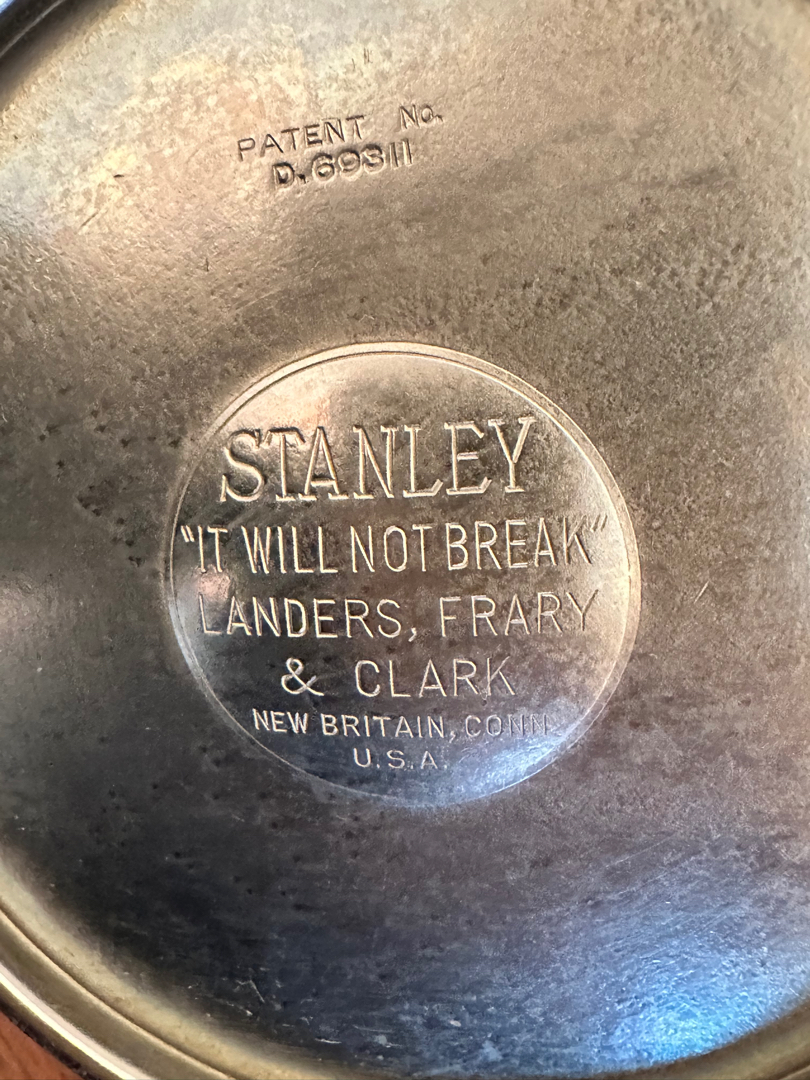 PATENT No.
D.69311
STANLEY
"IT WILL NOT BREAK"
LANDERS, FRARY
& CLARK
NEW BRITAIN, CONN.
U.S.A.